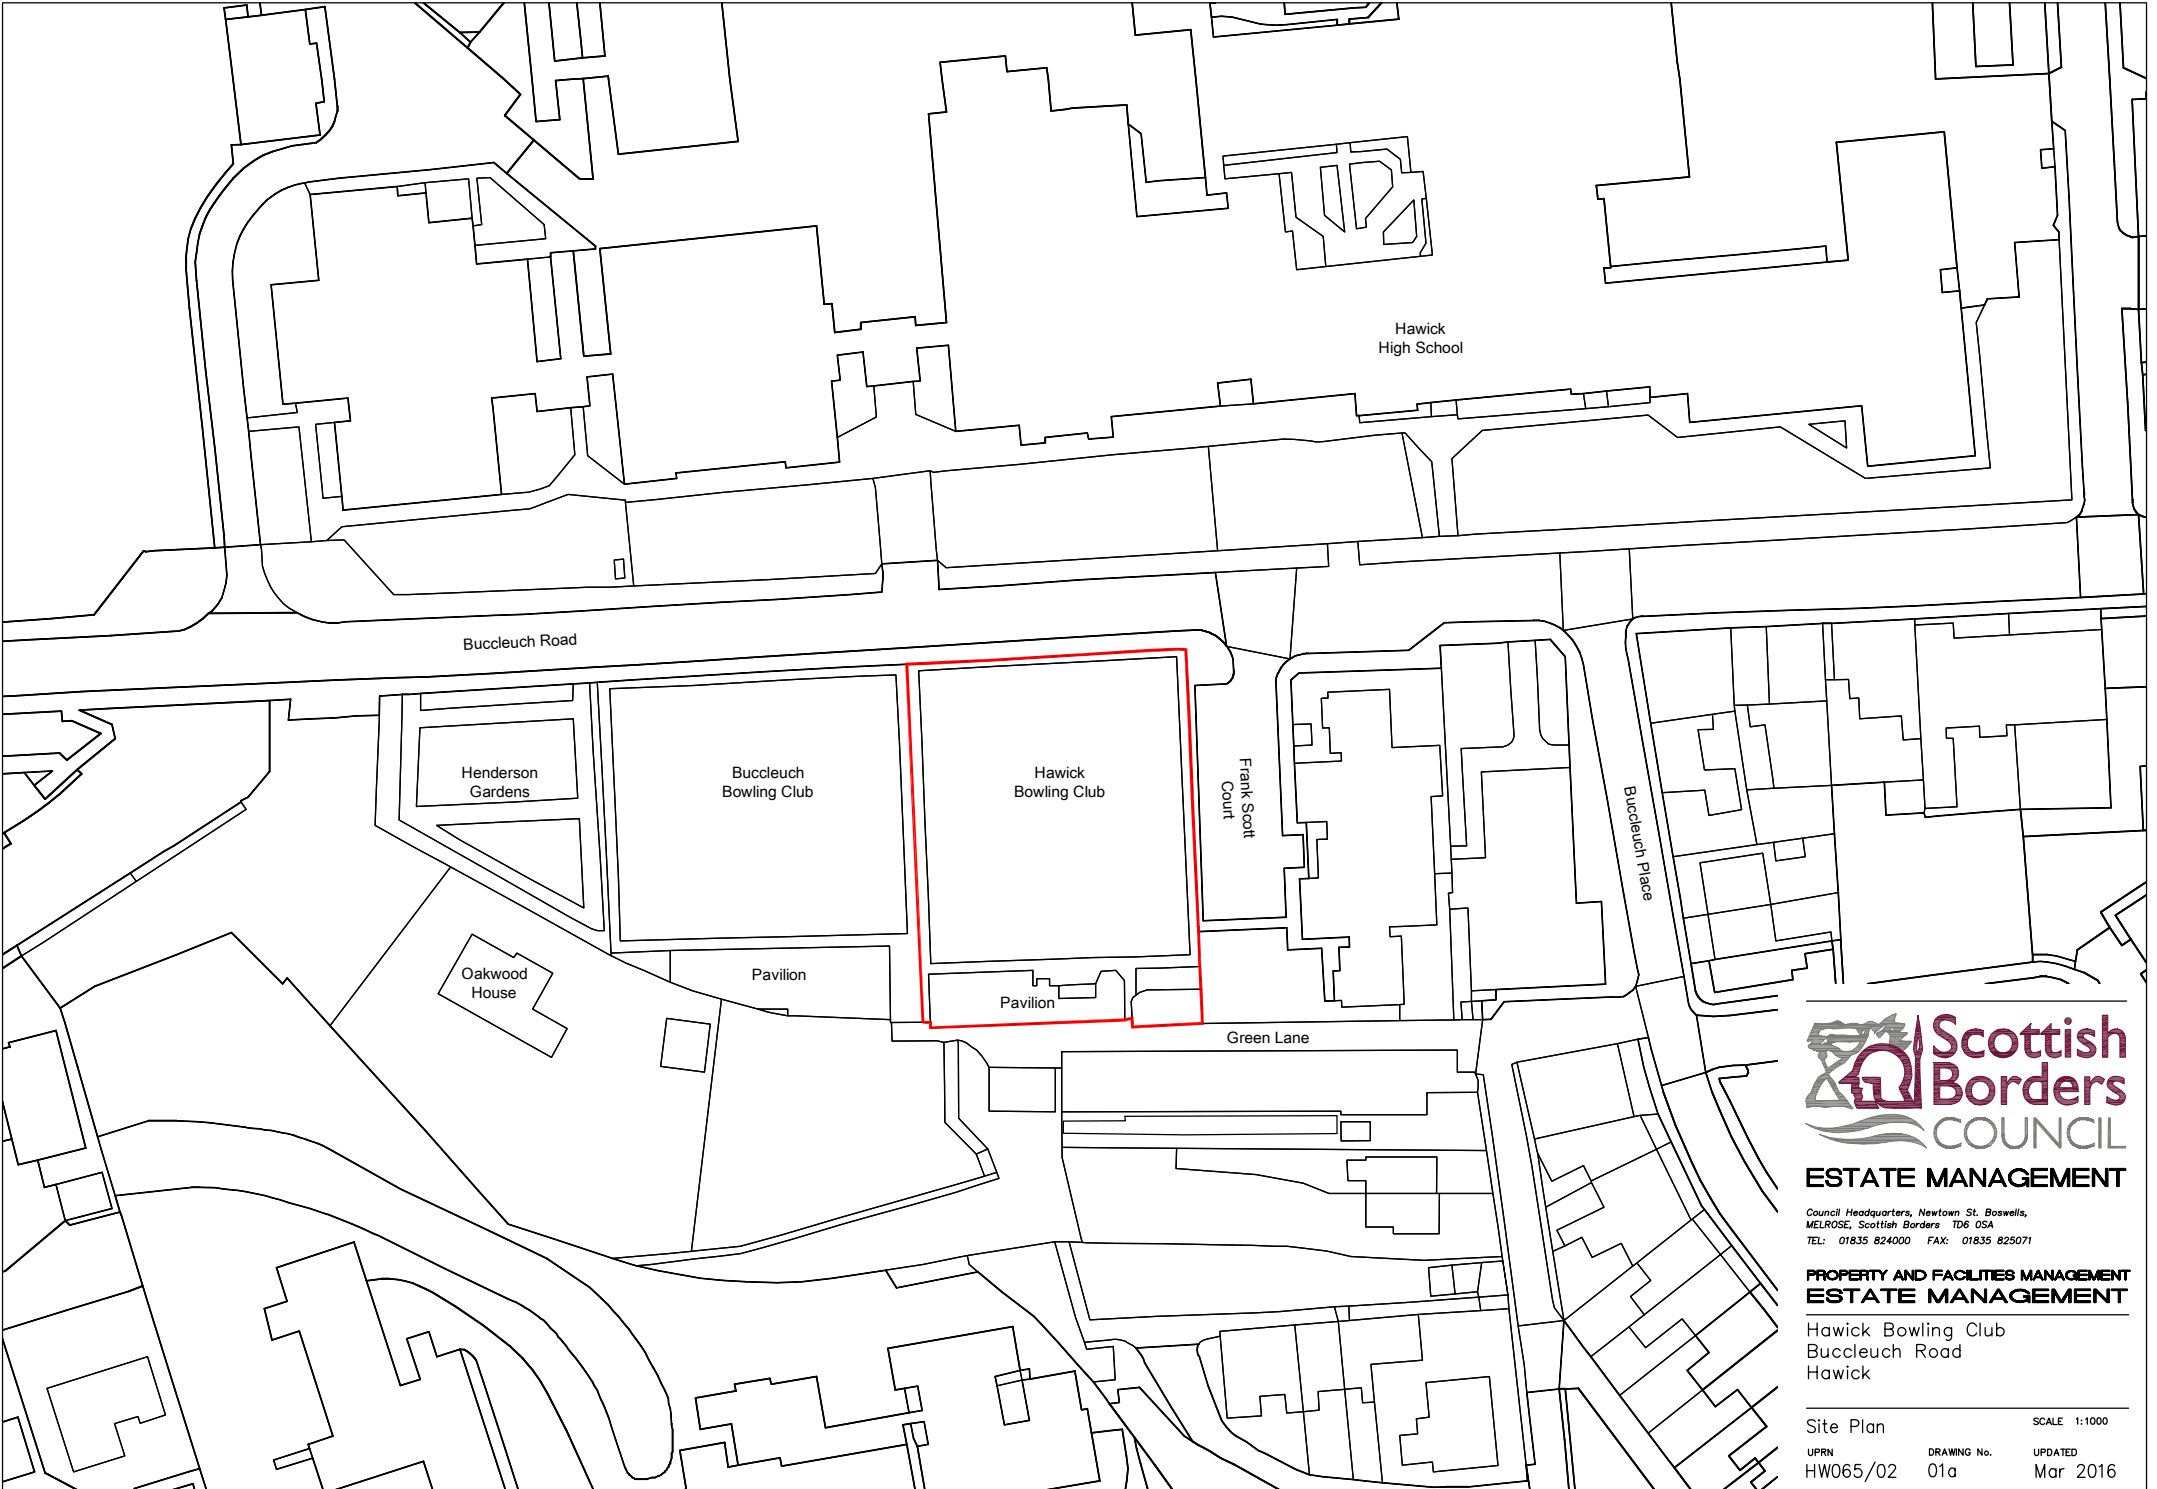 Hawick
High School
Buccleuch Road
Henderson
Gardens
Buccleuch
Bowling Club
Hawick
Bowling Club
Frank Scott
Court
Buccleuch Place
Oakwood
House
Pavilion
Pavilion
Green Lane
Scottish
Borders
COUNCIL
ESTATE MANAGEMENT
Council Headquarters, Newtown St. Boswells,
MELROSE, Scottish Borders TD6 0SA
TEL: 01835 824000 FAX: 01835 825071
PROPERTY AND FACILITIES MANAGEMENT
ESTATE MANAGEMENT
Hawick Bowling Club
Buccleuch Road
Hawick
Site Plan SCALE 1:1000
UPRN DRAWING No. UPDATED
HW065/02 01a Mar 2016